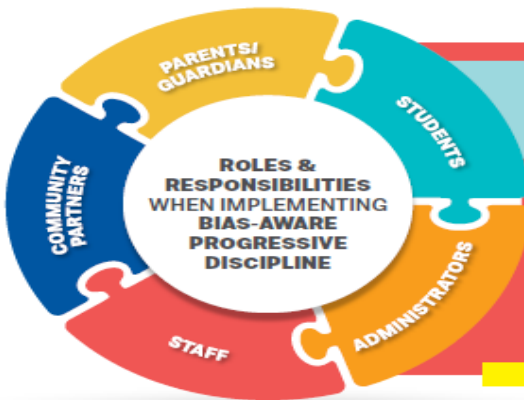 PARENTS/
GUARDIANS
STUDENTS
COMMUNITY
PARTNERS
ROLES &
RESPONSIBILITIES
WHEN IMPLEMENTING
BIAS-AWARE
PROGRESSIVE
DISCIPLINE
ADMINISTRATORS
STAFF